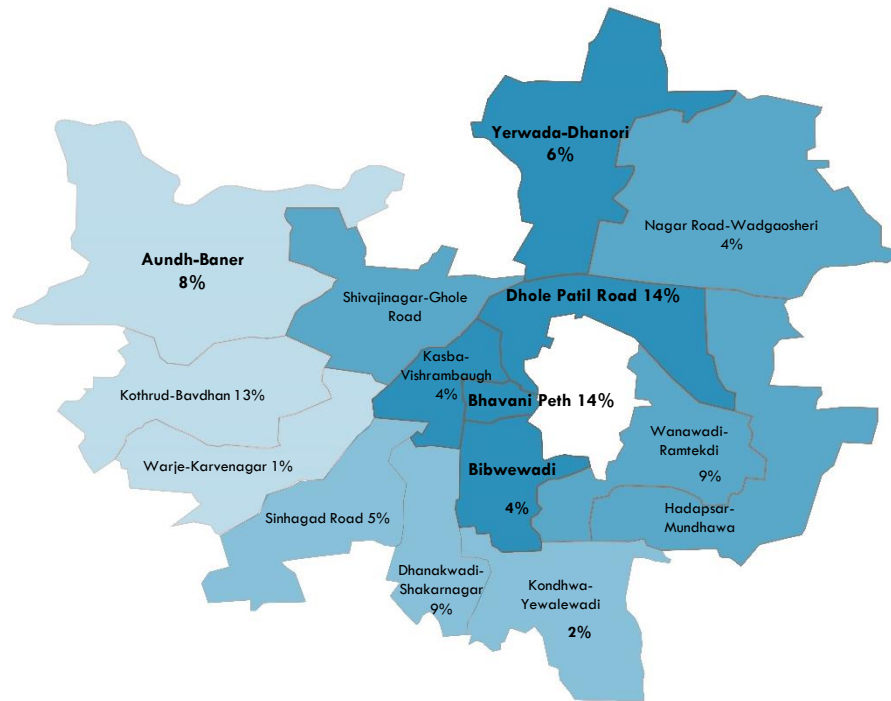 Yerwada-Dhanori
6%
Nagar Road-Wadgaosheri
4%
Aundh-Baner
8%
Shivajinagar-Ghole
Road
Dhole Patil Road 14%
Kasba-
Vishrambaugh
4%
Kothrud-Bavdhan 13%
Bhavani Peth 14%
Wanawadi-
Ramtekdi
9%
Warje-Karvenagar 1%
Bibwewadi
4%
Hadapsar-
Mundhawa
Sinhagad Road 5%
Dhanakwadi-
Shakarnagar
9%
Kondhwa-
Yewalewadi
2%